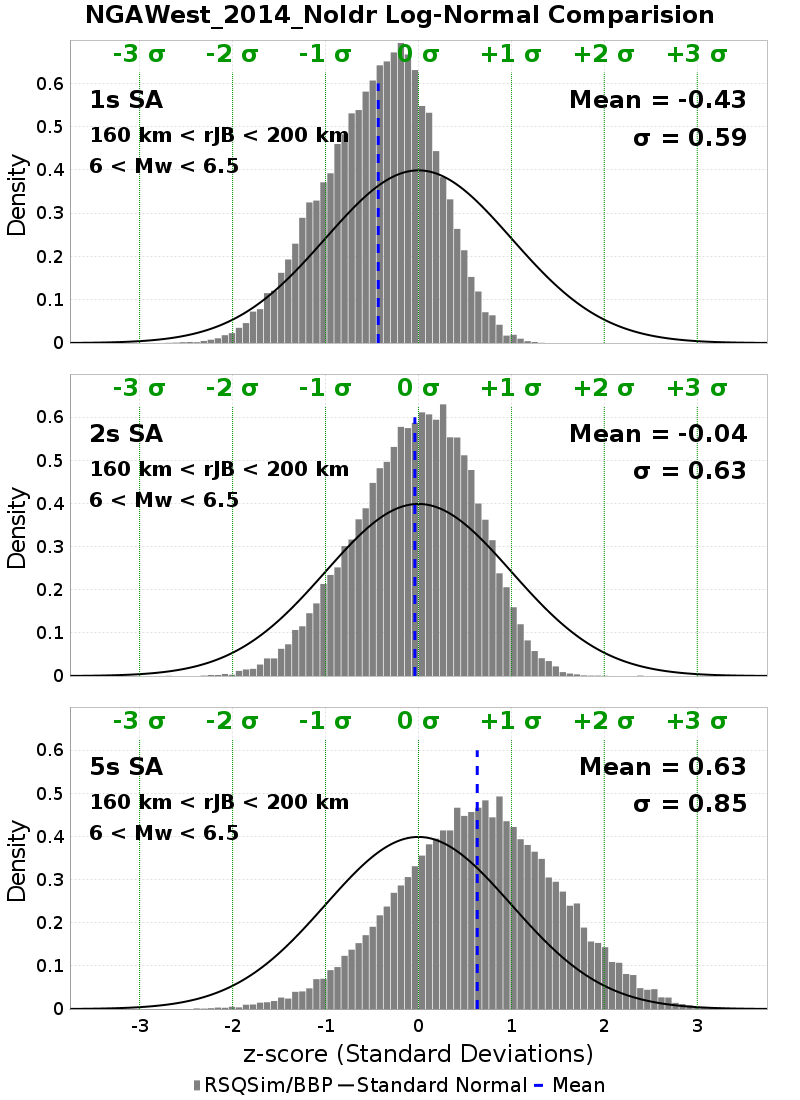 NGAWest_2014_NoIdr Log-Normal Comparision
-3 σ -2 σ -1 σ 0 σ +1 σ +2 σ +3 σ
1s SA
Mean = -0.43
160 km < rJB < 200 km
σ = 0.59
6 < Mw < 6.5
0.6
0.5
0.4
0.3
0.2
0.1
0
Density
-3 σ -2 σ -1 σ 0 σ +1 σ +2 σ +3 σ
2s SA
Mean = -0.04
160 km < rJB < 200 km
σ = 0.63
6 < Mw < 6.5
0.6
0.5
0.4
0.3
0.2
0.1
0
Density
-3 σ -2 σ -1 σ 0 σ +1 σ +2 σ +3 σ
5s SA
Mean = 0.63
160 km < rJB < 200 km
σ = 0.85
6 < Mw < 6.5
0.6
0.5
0.4
0.3
0.2
0.1
0
Density
-3 -2 -1 0 1 2 3
z-score (Standard Deviations)
RSQSim/BBP Standard Normal Mean